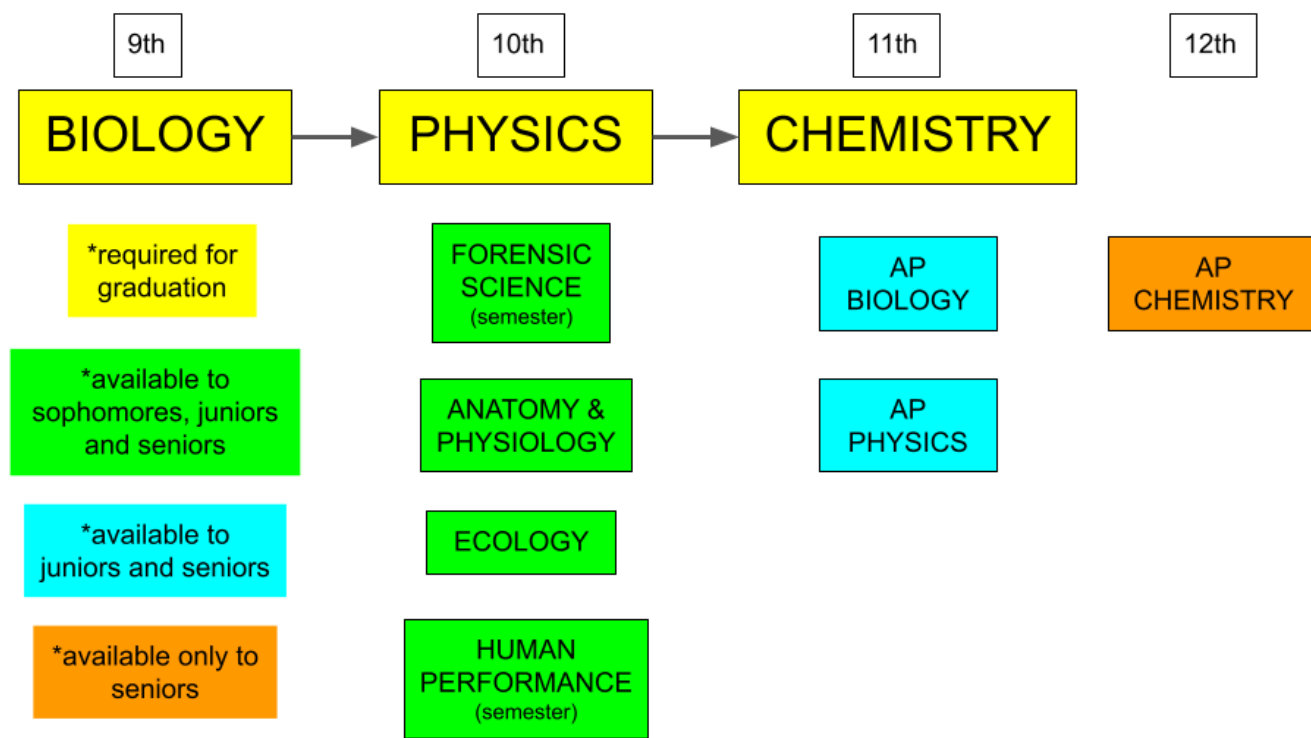 9th
10th
11th
12th
BIOLOGY
PHYSICS
CHEMISTRY
*required for
graduation
FORENSIC
SCIENCE
(semester)
AP
BIOLOGY
AP
CHEMISTRY
*available to
sophomores, juniors
and seniors
ANATOMY &
PHYSIOLOGY
AP
PHYSICS
*available to
juniors and seniors
ECOLOGY
*available only to
seniors
HUMAN
PERFORMANCE
(semester)